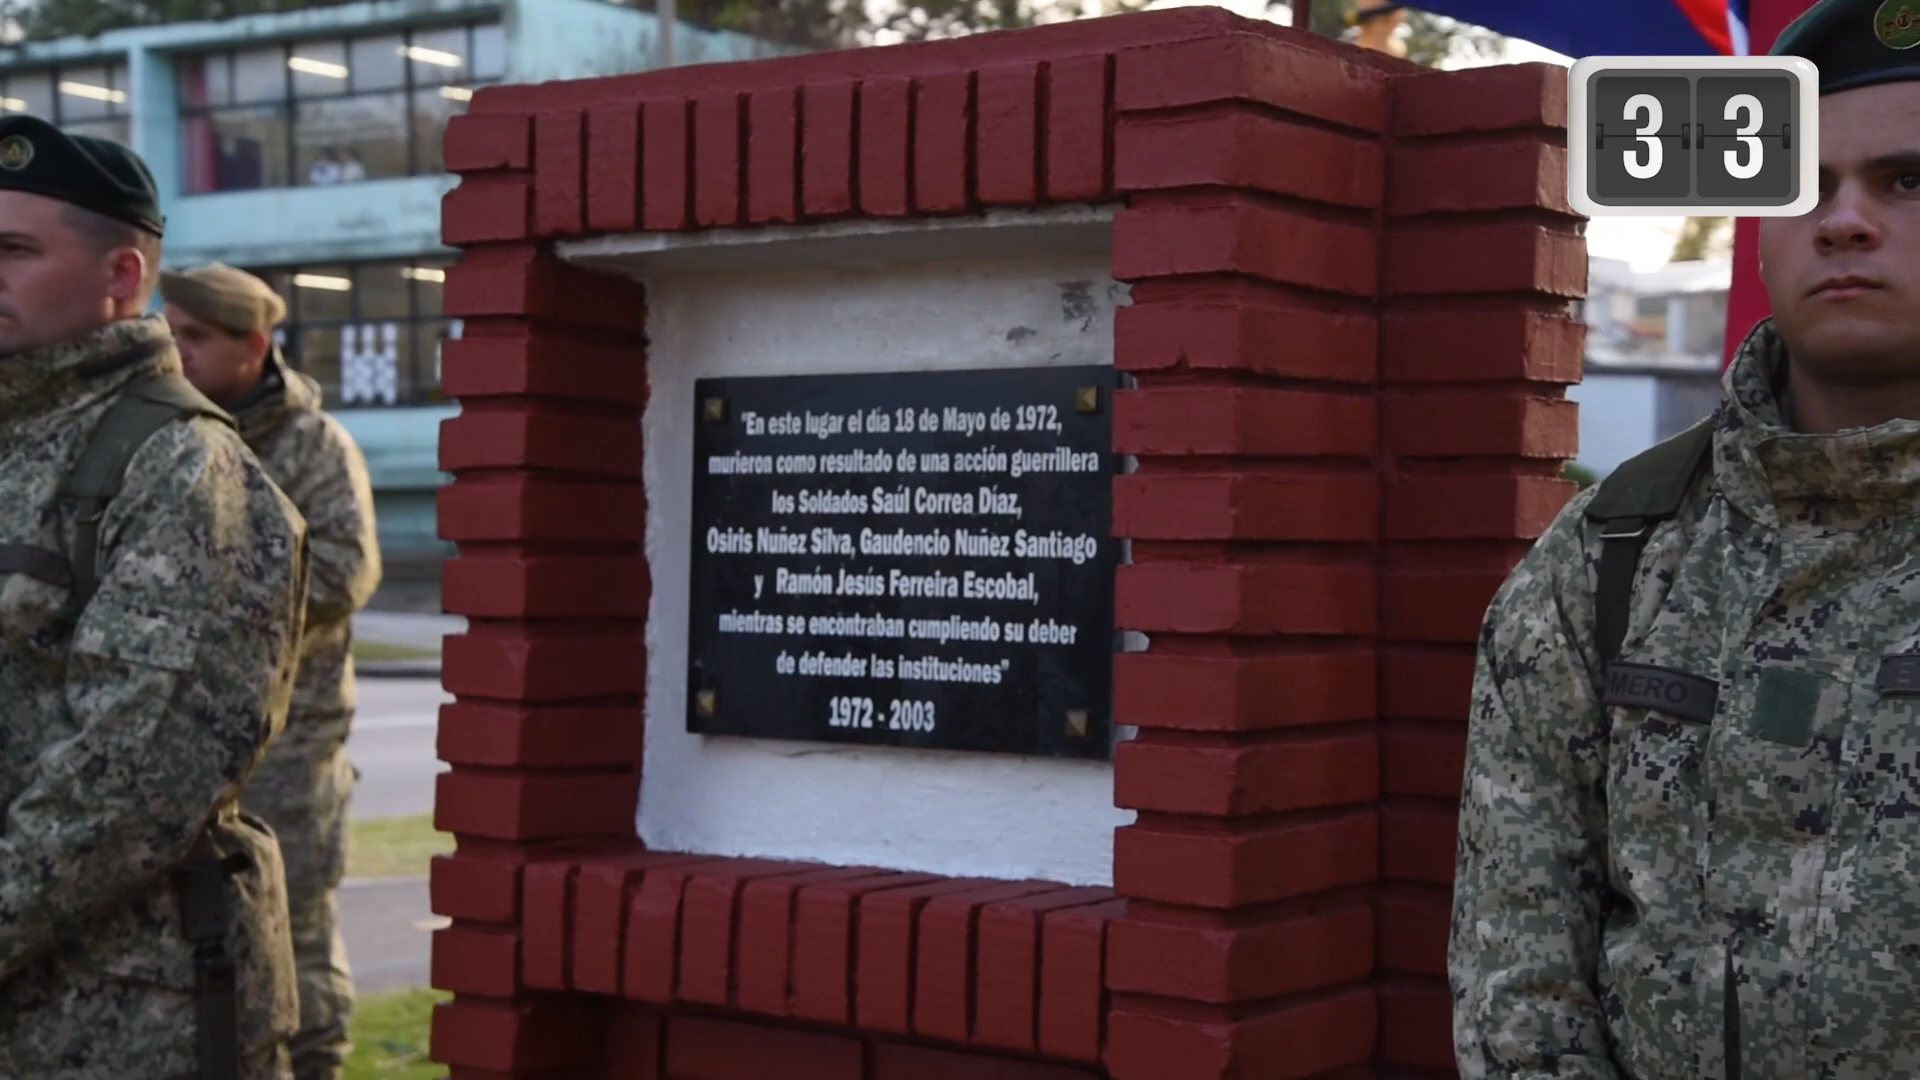 33
"En este lugar el día 18 de Mayo de 1972,
murieron como resultado de una acción guerrillera
los Soldados Saúl Correa Díaz,
Osiris Nuñez Silva, Gaudencio Nuñez Santiago
y Ramón Jesús Ferreira Escobal,
mientras se encontraban cumpliendo su deber
de defender las instituciones"
1972 - 2003
OMERO